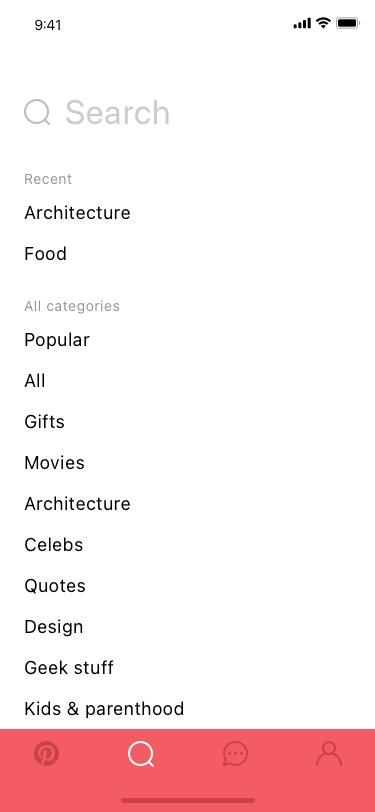 9:41
Search
Recent
Architecture
Food
All categories
Popular
All
Gifts
Movies
Architecture
Celebs
Quotes
Design
Geek stuff
Kids & parenthood